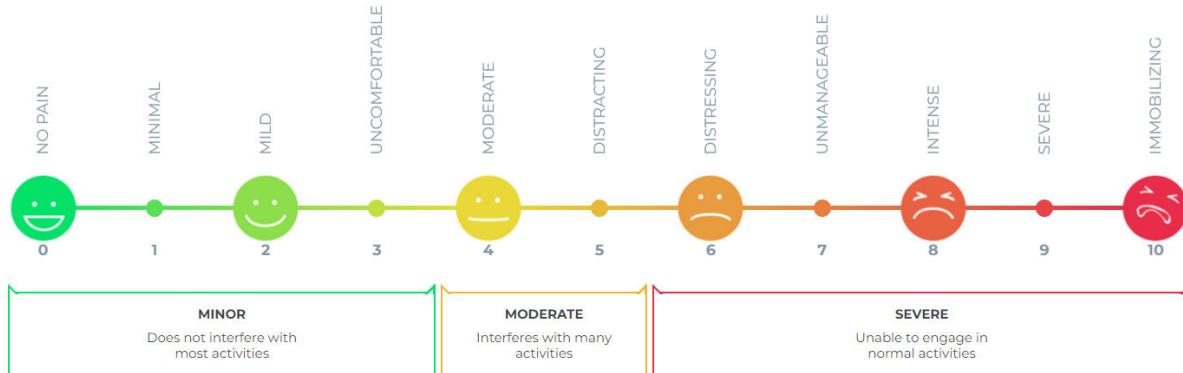 NO PAIN
MINIMAL
MILD
UNCOMFORTABLE
MODERATE
DISTRACTING
DISTRESSING
UNMANAGEABLE
INTENSE
SEVERE
IMMOBILIZING
0
1
2
3
4
5
6
7
8
9
10
MINOR
Does not interfere with
most activities
MODERATE
Interferes with many
activities
SEVERE
Unable to engage in
normal activities